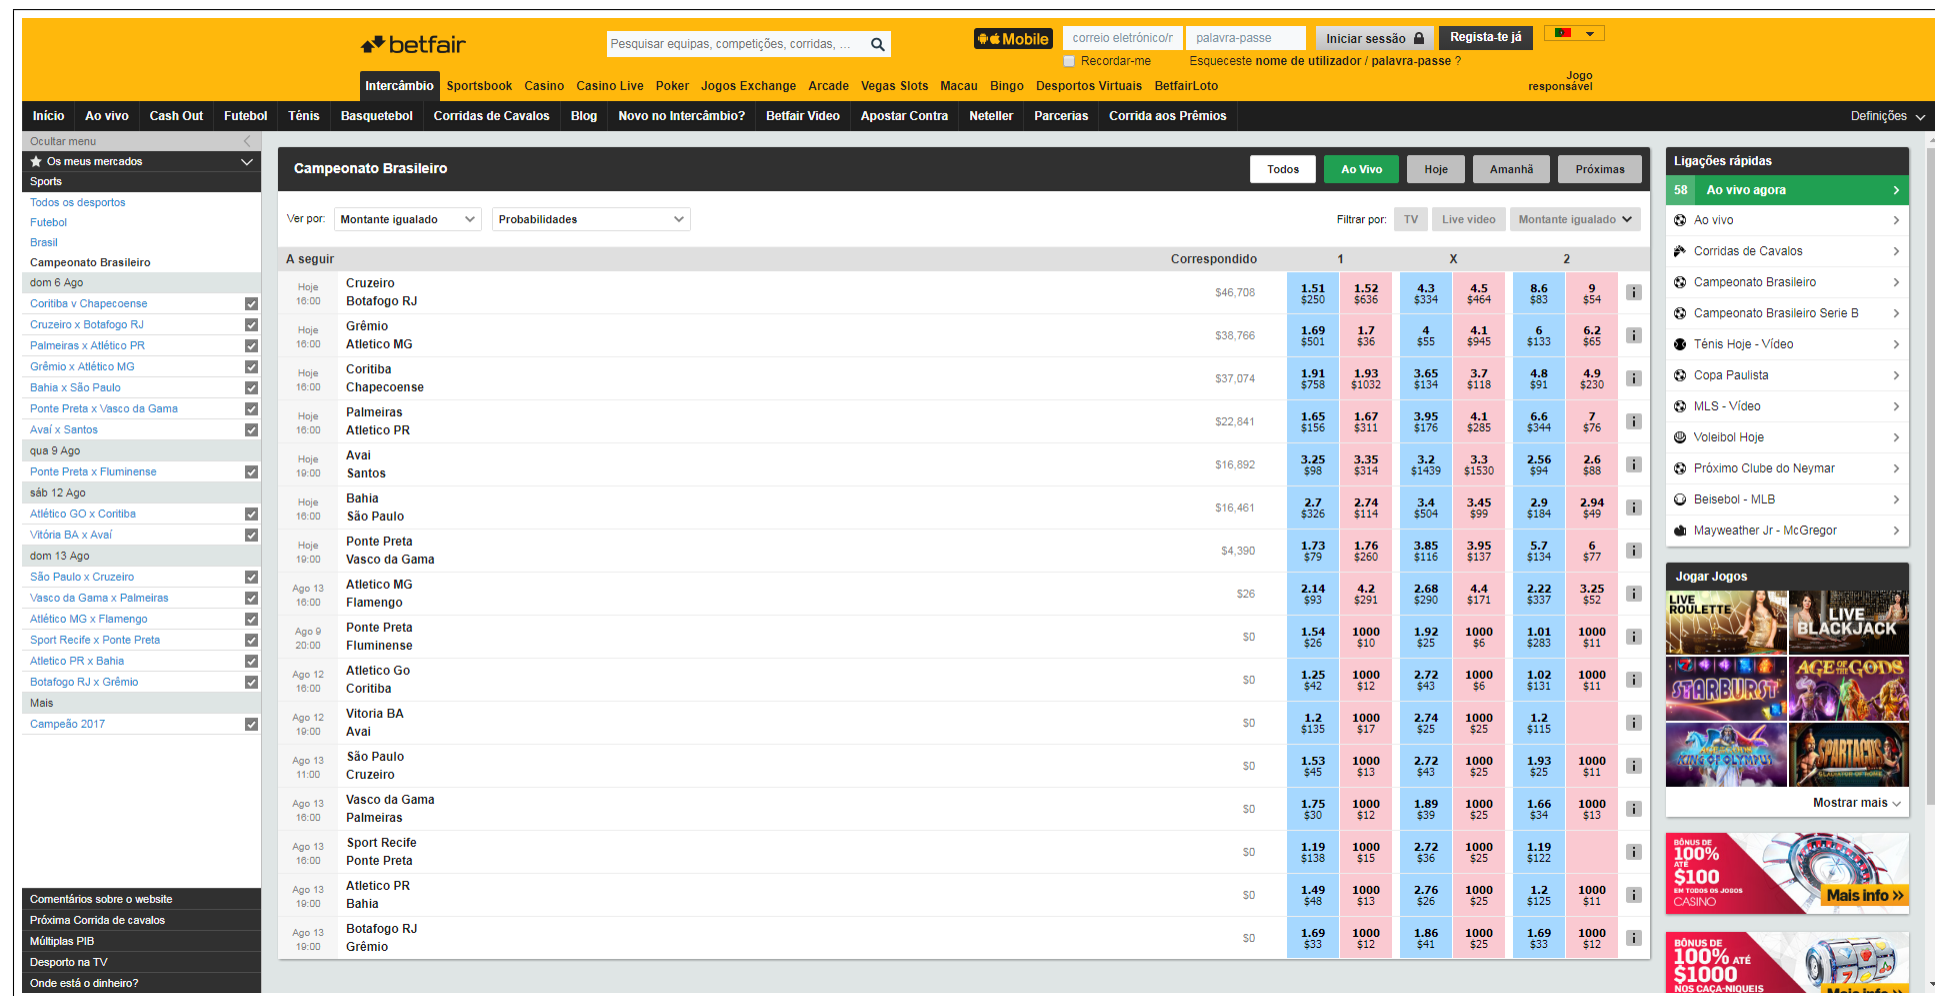 betfair
Pesquisar equipas, competições, corridas, ...
Mobile
correio eletrónico/r
palavra-passe
Iniciar sessão
Regista-te já
Recordar-me
Esqueceste nome de utilizador / palavra-passe ?
Intercâmbio Sportsbook Casino Casino Live Poker Jogos Exchange Arcade Vegas Slots Macau Bingo Desportos Virtuais BetfairLoto
Jogo responsável
Início Ao vivo Cash Out Futebol Ténis Basquetebol Corridas de Cavalos Blog Novo no Intercâmbio? Betfair Video Apostar Contra Neteller Parcerias Corrida aos Prêmios Definições
Ocultar menu
Os meus mercados
Sports
Todos os desportos
Futebol
Brasil
Campeonato Brasileiro
dom 6 Ago
Coritiba v Chapecoense
Cruzeiro x Botafogo RJ
Palmeiras x Atlético PR
Grêmio x Atlético MG
Bahia x São Paulo
Ponte Preta x Vasco da Gama
Avaí x Santos
qua 9 Ago
Ponte Preta x Fluminense
sáb 12 Ago
Atlético GO x Coritiba
Vitória BA x Avaí
dom 13 Ago
São Paulo x Cruzeiro
Vasco da Gama x Palmeiras
Atlético MG x Flamengo
Sport Recife x Ponte Preta
Atletico PR x Bahia
Botafogo RJ x Grêmio
Mais
Campeão 2017
Comentários sobre o website
Próxima Corrida de cavalos
Múltiplas PIB
Desporto na TV
Onde está o dinheiro?
Campeonato Brasileiro
Todos Ao Vivo Hoje Amanhã Próximas
Ver por: Montante igualado Probabilidades
Filtrar por: TV Live video Montante igualado
A seguir Correspondido 1 X 2
Hoje Cruzeiro 1.51 1.52 4.3 4.5 8.6 9
16:00 Botafogo RJ $46,708 $250 $636 $334 $464 $83 $54
Hoje Grêmio 1.69 1.7 4 4.1 6 6.2
16:00 Atletico MG $38,766 $501 $36 $55 $945 $133 $65
Hoje Coritiba 1.91 1.93 3.65 3.7 4.8 4.9
16:00 Chapecoense $37,074 $758 $1032 $134 $118 $91 $230
Hoje Palmeiras 1.65 1.67 3.95 4.1 6.6 7
16:00 Atletico PR $22,841 $156 $311 $176 $285 $344 $76
Hoje Avai 3.25 3.35 3.2 3.3 2.56 2.6
19:00 Santos $16,892 $98 $314 $1439 $1530 $94 $88
Hoje Bahia 2.7 2.74 3.4 3.45 2.9 2.94
16:00 São Paulo $16,461 $326 $114 $504 $99 $184 $49
Hoje Ponte Preta 1.73 1.76 3.85 3.95 5.7 6
19:00 Vasco da Gama $4,390 $79 $260 $116 $137 $134 $77
Ago 13 Atletico MG 2.14 4.2 2.68 4.4 2.22 3.25
16:00 Flamengo $26 $93 $291 $290 $171 $337 $52
Ago 9 Ponte Preta 1.54 1000 1.92 1000 1.01 1000
20:00 Fluminense $0 $26 $10 $25 $6 $283 $11
Ago 12 Atletico Go 1.25 1000 2.72 1000 1.02 1000
16:00 Coritiba $0 $42 $12 $43 $6 $131 $11
Ago 12 Vitoria BA 1.2 1000 2.74 1000 1.2
19:00 Avai $0 $135 $17 $25 $25 $115
Ago 13 São Paulo 1.53 1000 2.72 1000 1.93 1000
11:00 Cruzeiro $0 $45 $13 $43 $25 $25 $11
Ago 13 Vasco da Gama 1.75 1000 1.89 1000 1.66 1000
16:00 Palmeiras $0 $30 $12 $39 $25 $34 $13
Ago 13 Sport Recife 1.19 1000 2.72 1000 1.19
16:00 Ponte Preta $0 $138 $15 $36 $25 $122
Ago 13 Atletico PR 1.49 1000 2.76 1000 1.2 1000
19:00 Bahia $0 $48 $13 $26 $25 $125 $11
Ago 13 Botafogo RJ 1.69 1000 1.86 1000 1.69 1000
19:00 Grêmio $0 $33 $12 $41 $25 $33 $12
Ligações rápidas
58 Ao vivo agora
Ao vivo
Corridas de Cavalos
Campeonato Brasileiro
Campeonato Brasileiro Serie B
Ténis Hoje - Vídeo
Copa Paulista
MLS - Vídeo
Voleibol Hoje
Próximo Clube do Neymar
Beisebol - MLB
Mayweather Jr - McGregor
Jogar Jogos
LIVE ROULETTE
LIVE BLACKJACK
STARBURST
AGE OF THE GODS
KING OF OLYMPUS
SPARTACUS
GLADIATOR OF ROME
Mostrar mais
BÔNUS DE
100%
ATÉ
$100
EM TODOS OS JOGOS
CASINO
Mais info »
BÔNUS DE
100% ATÉ
$1000
NOS CAÇA-NIQUEIS
Mais info »